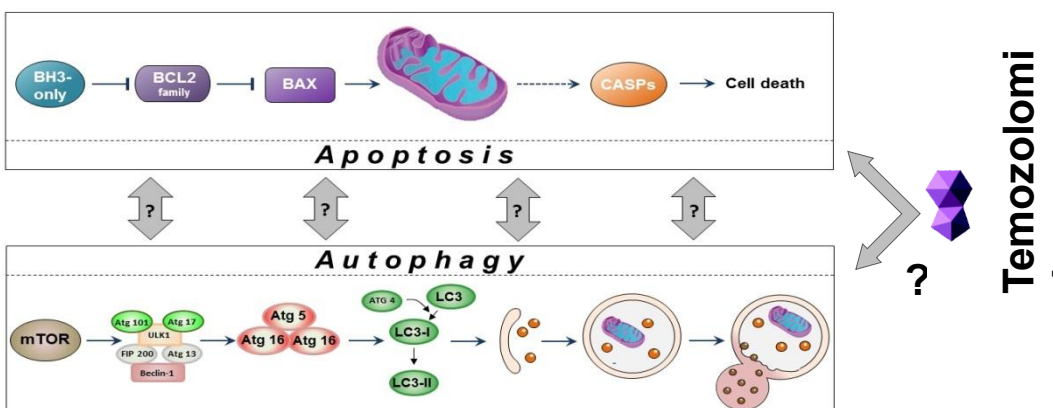 BH3-
only
BCL2
family
BAX
CASPs
Cell death
Apoptosis
?
?
?
?
Autophagy
mTOR
Atg 101
Atg 17
ULK1
FIP 200
Atg 13
Beclin-1
Atg 5
Atg 16
Atg 16
ATG 4
LC3
LC3-I
LC3-II
?
Temozolomi